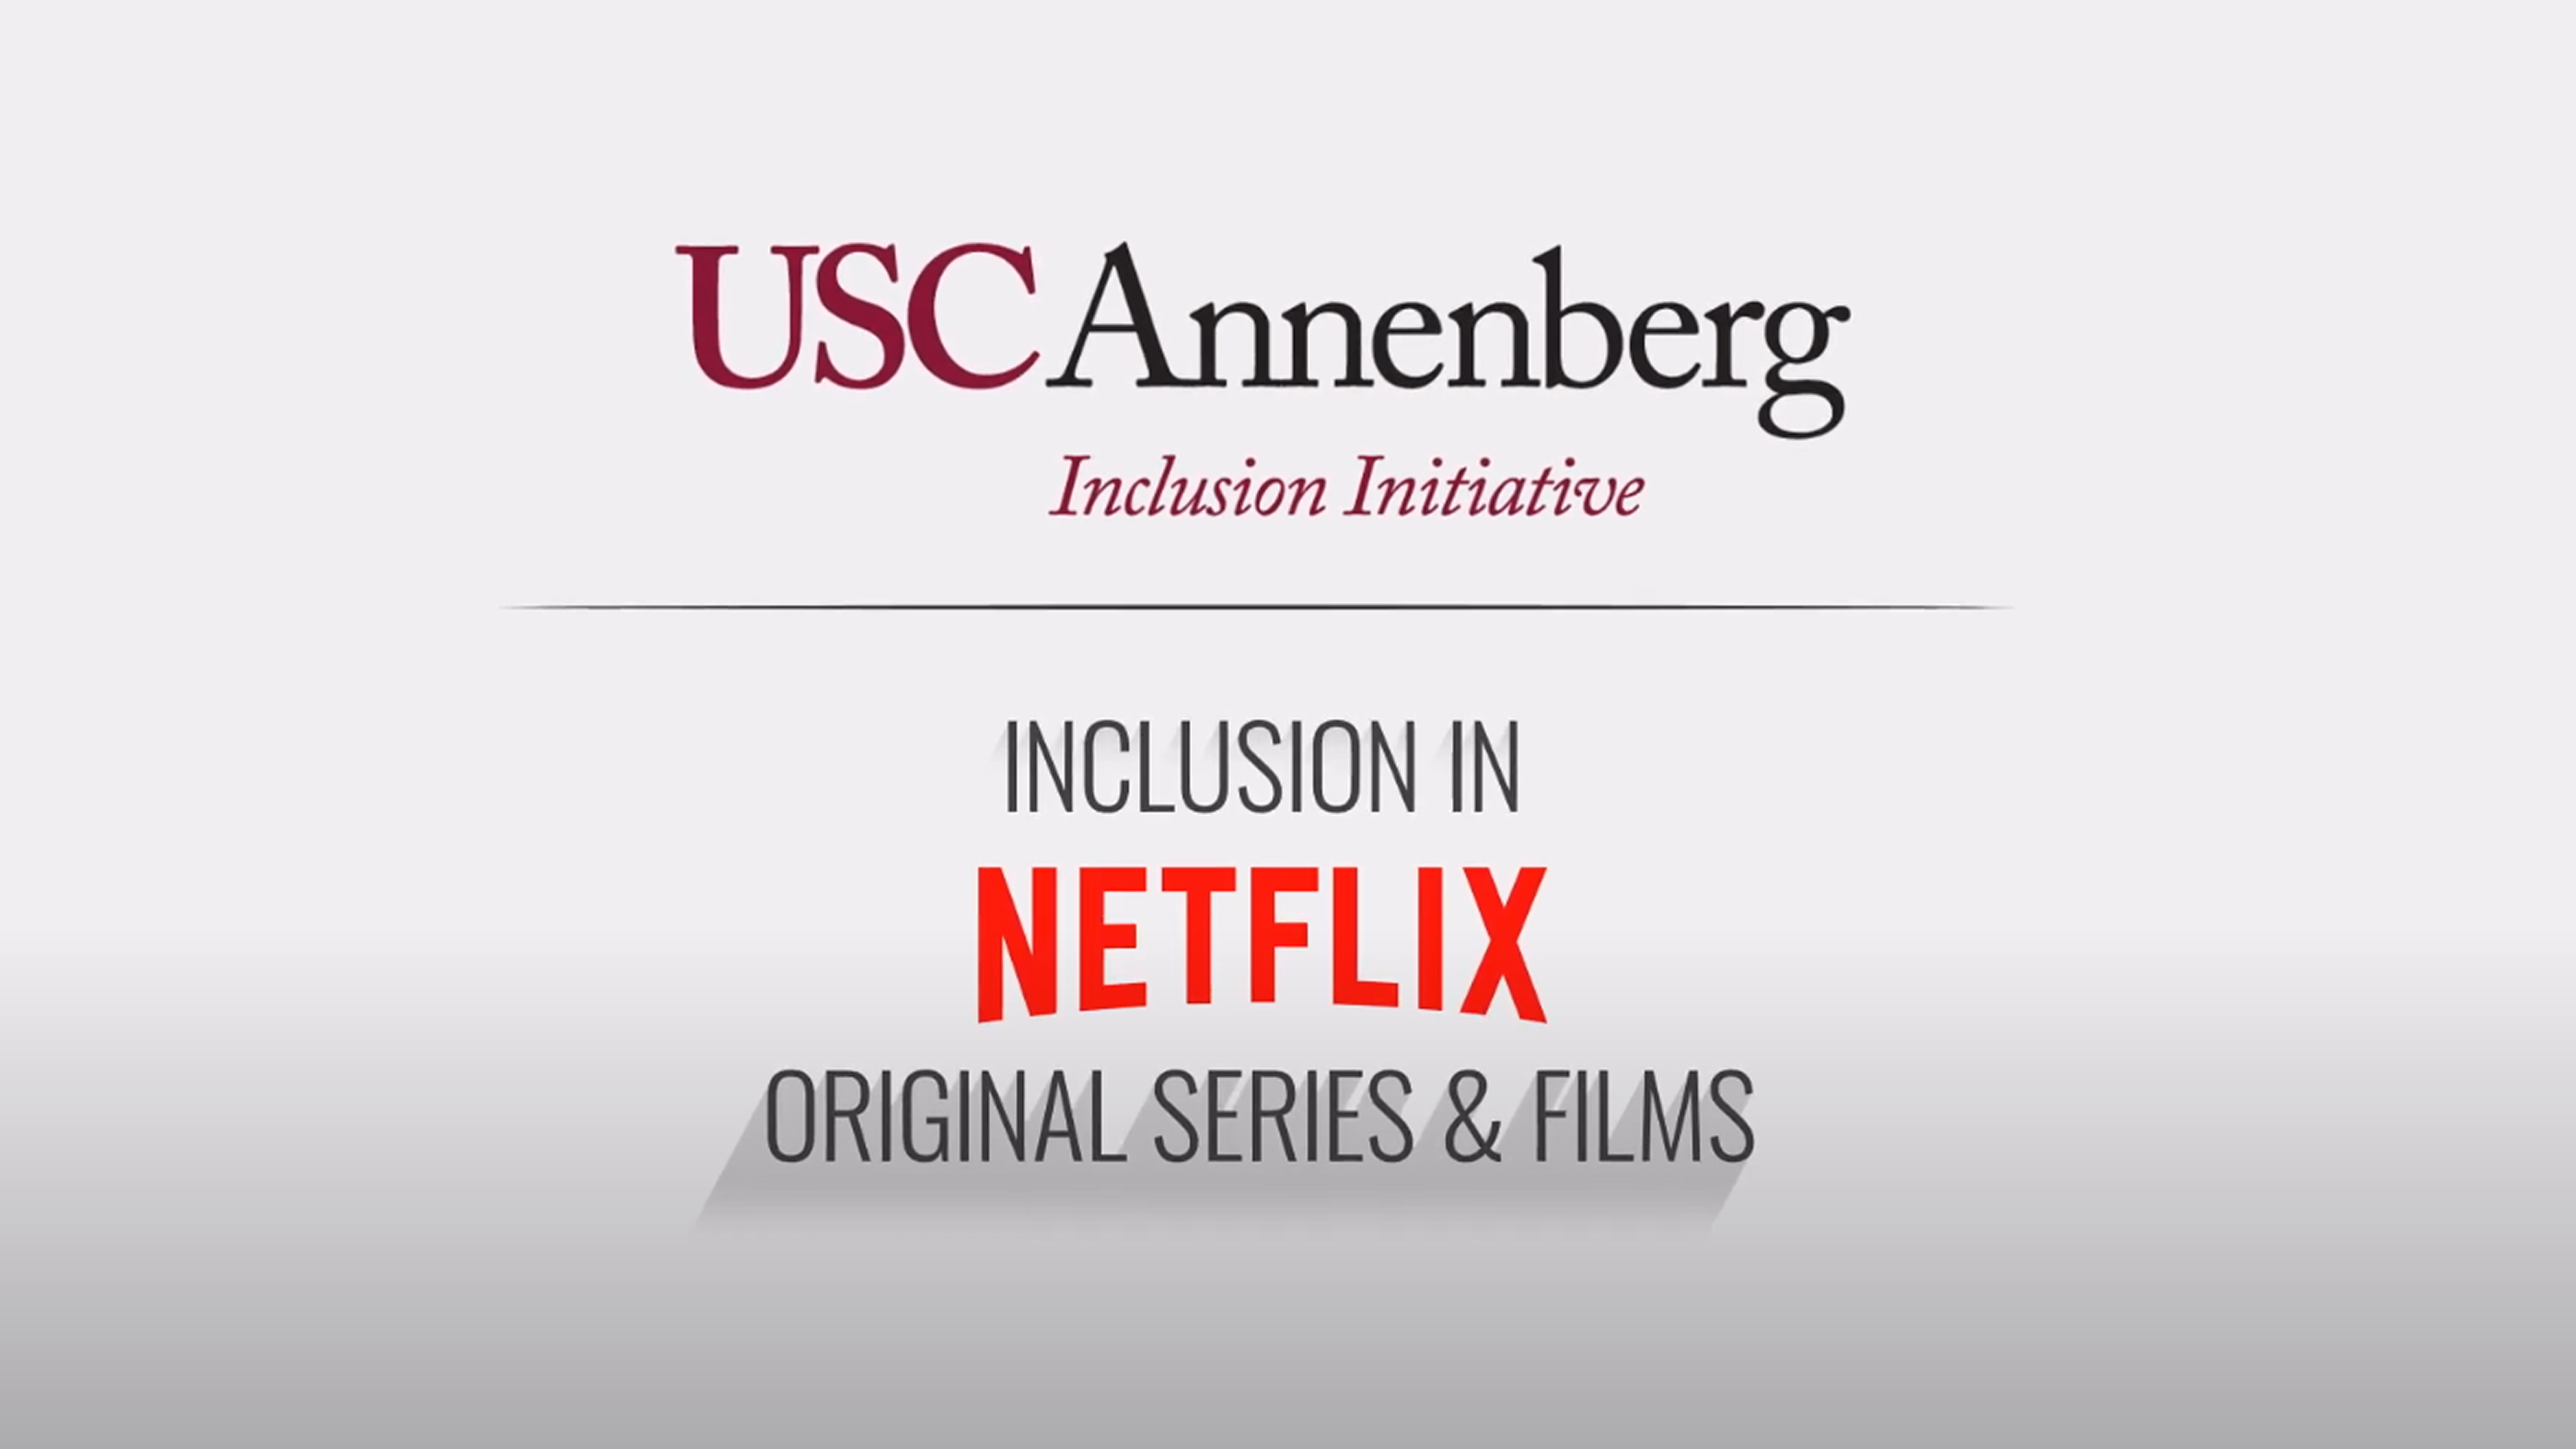 USC Annenberg
Inclusion Initiative
INCLUSION IN
NETFLIX
ORIGINAL SERIES & FILMS